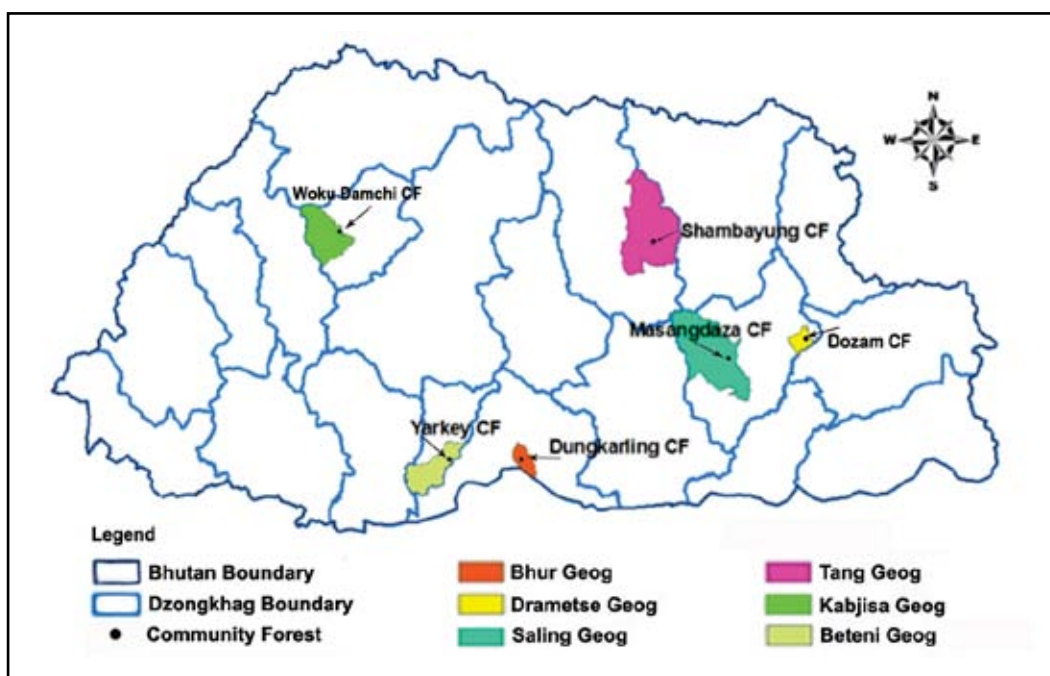 N
W E
S
Woku Damchi CF
Shambayung CF
Masangdaza CF
Dozam CF
Yarkey CF
Dungkarling CF
Legend
Bhutan Boundary
Dzongkhag Boundary
Community Forest
Bhur Geog
Drametse Geog
Saling Geog
Tang Geog
Kabjisa Geog
Beteni Geog